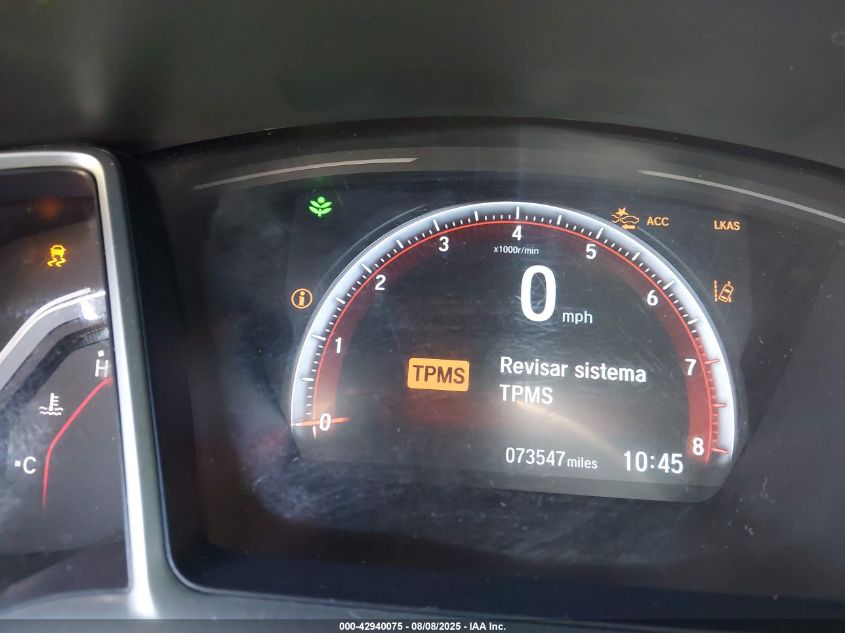 ACC
LKAS
4
3
5
x1000r/min
2
0
mph
6
1
H
7
TPMS
Revisar sistema
TPMS
0
8
C
073547 miles
10:45
000-42940075 - 08/08/2025 - IAA Inc.